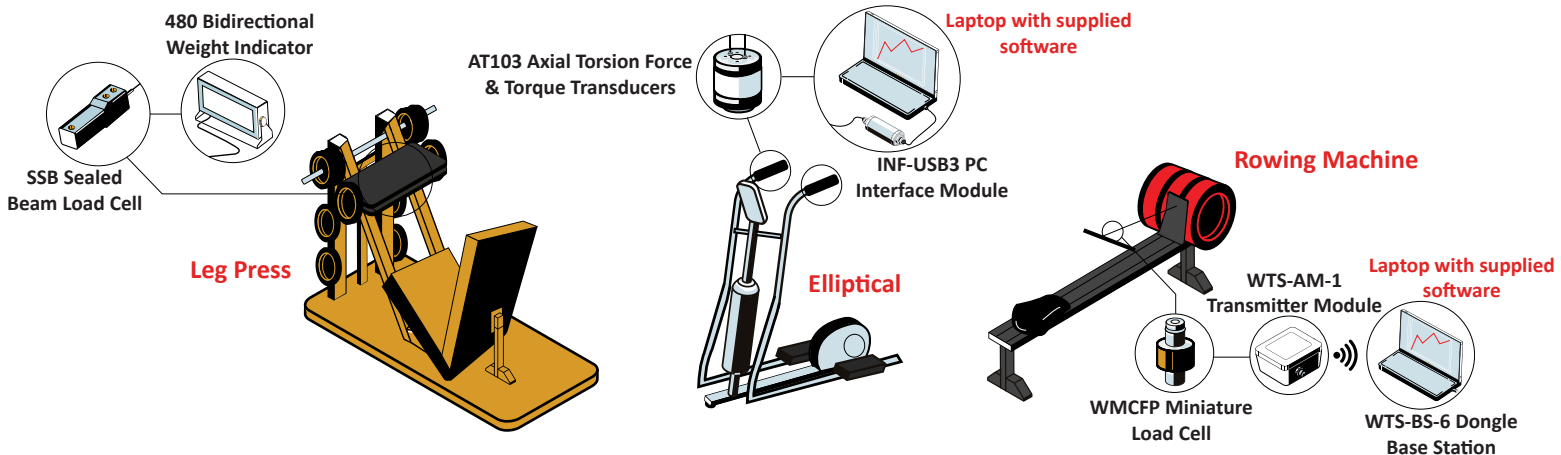 480 Bidirectional
Weight Indicator
SSB Sealed
Beam Load Cell
Leg Press
AT103 Axial Torsion Force
& Torque Transducers
Laptop with supplied
software
INF-USB3 PC
Interface Module
Elliptical
Rowing Machine
WTS-AM-1
Transmitter Module
Laptop with supplied
software
WMCFP Miniature
Load Cell
WTS-BS-6 Dongle
Base Station